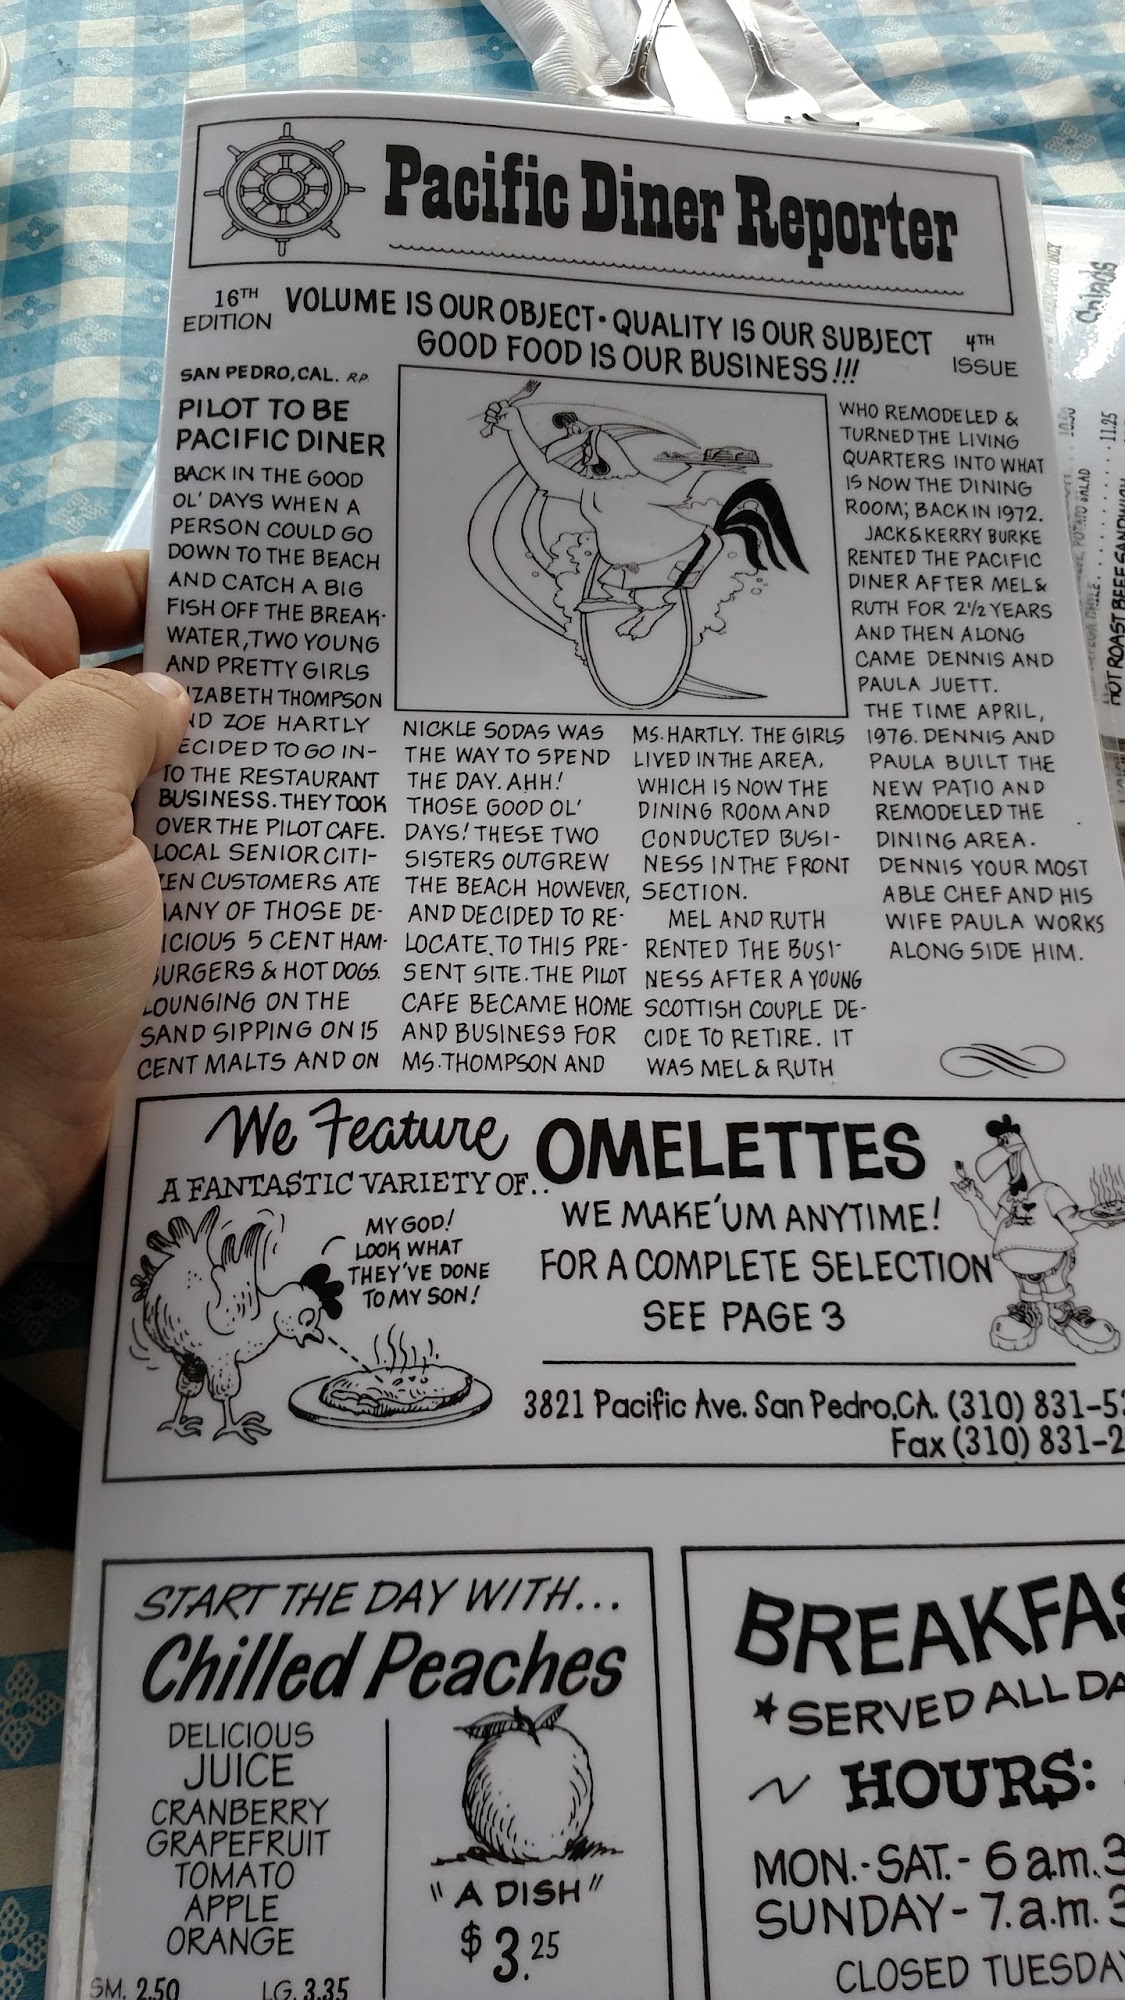 Pacific Diner Reporter
16TH EDITION
VOLUME IS OUR OBJECT • QUALITY IS OUR SUBJECT
GOOD FOOD IS OUR BUSINESS!!!
4TH ISSUE
SAN PEDRO, CAL. R.P.
PILOT TO BE
PACIFIC DINER
BACK IN THE GOOD
OL' DAYS WHEN A
PERSON COULD GO
DOWN TO THE BEACH
AND CATCH A BIG
FISH OFF THE BREAK-
WATER, TWO YOUNG
AND PRETTY GIRLS
IZABETH THOMPSON
ND ZOE HARTLY
ECIDED TO GO IN-
TO THE RESTAURANT
BUSINESS. THEY TOOK
OVER THE PILOT CAFE.
LOCAL SENIOR CITI-
ZEN CUSTOMERS ATE
MANY OF THOSE DE-
ICIOUS 5 CENT HAM-
BURGERS & HOT DOGS.
LOUNGING ON THE
SAND SIPPING ON 15
CENT MALTS AND ON
NICKLE SODAS WAS
THE WAY TO SPEND
THE DAY. AHH!
THOSE GOOD OL'
DAYS! THESE TWO
SISTERS OUTGREW
THE BEACH HOWEVER,
AND DECIDED TO RE-
LOCATE. TO THIS PRE-
SENT SITE. THE PILOT
CAFE BECAME HOME
AND BUSINESS FOR
MS. THOMPSON AND
MS. HARTLY. THE GIRLS
LIVED IN THE AREA,
WHICH IS NOW THE
DINING ROOM AND
CONDUCTED BUSI-
NESS IN THE FRONT
SECTION.
MEL AND RUTH
RENTED THE BUSI-
NESS AFTER A YOUNG
SCOTTISH COUPLE DE-
CIDE TO RETIRE. IT
WAS MEL & RUTH
WHO REMODELED &
TURNED THE LIVING
QUARTERS INTO WHAT
IS NOW THE DINING
ROOM; BACK IN 1972.
JACK & KERRY BURKE
RENTED THE PACIFIC
DINER AFTER MEL &
RUTH FOR 2 1/2 YEARS
AND THEN ALONG
CAME DENNIS AND
PAULA JUETT.
THE TIME APRIL,
1976. DENNIS AND
PAULA BUILT THE
NEW PATIO AND
REMODELED THE
DINING AREA.
DENNIS YOUR MOST
ABLE CHEF AND HIS
WIFE PAULA WORKS
ALONG SIDE HIM.
We Feature
A FANTASTIC VARIETY OF..
OMELETTES
MY GOD!
LOOK WHAT
THEY'VE DONE
TO MY SON!
WE MAKE 'UM ANYTIME!
FOR A COMPLETE SELECTION
SEE PAGE 3
3821 Pacific Ave. San Pedro, CA. (310) 831-5
Fax (310) 831-2
START THE DAY WITH...
Chilled Peaches
DELICIOUS
JUICE
CRANBERRY
GRAPEFRUIT
TOMATO
APPLE
ORANGE
SM. 2.50 LG. 3.35
"A DISH"
$3.25
BREAKFAS
★ SERVED ALL DA
~ HOURS:
MON.-SAT.- 6 a.m. 3
SUNDAY - 7. a.m. 3
CLOSED TUESDA
10.50
11.25
HOT ROAST BEEF SANDWICH